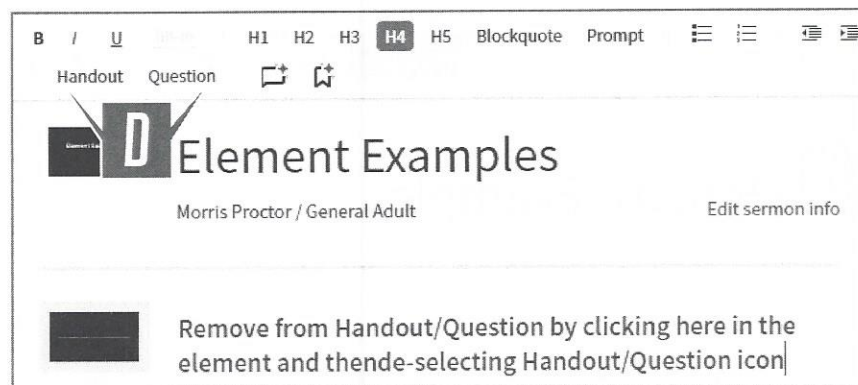 B I U H1 H2 H3 H4 H5 Blockquote Prompt
Handout Question
D
Element Examples
Morris Proctor / General Adult
Edit sermon info
Remove from Handout/Question by clicking here in the
element and thende-selecting Handout/Question icon